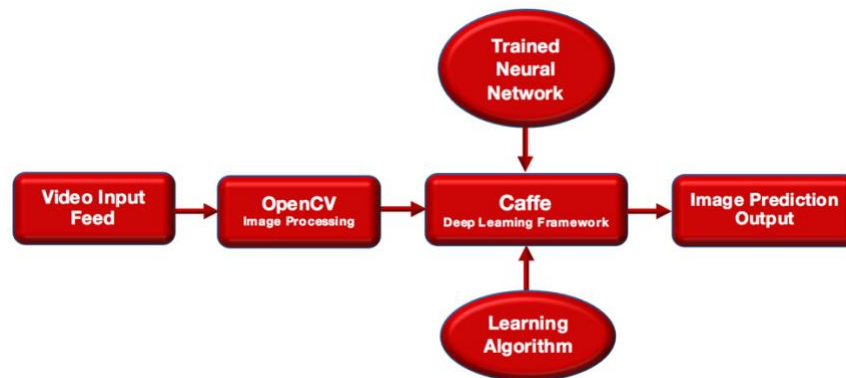 Trained
Neural
Network
Video Input
Feed
OpenCV
Image Processing
Caffe
Deep Learning Framework
Image Prediction
Output
Learning
Algorithm